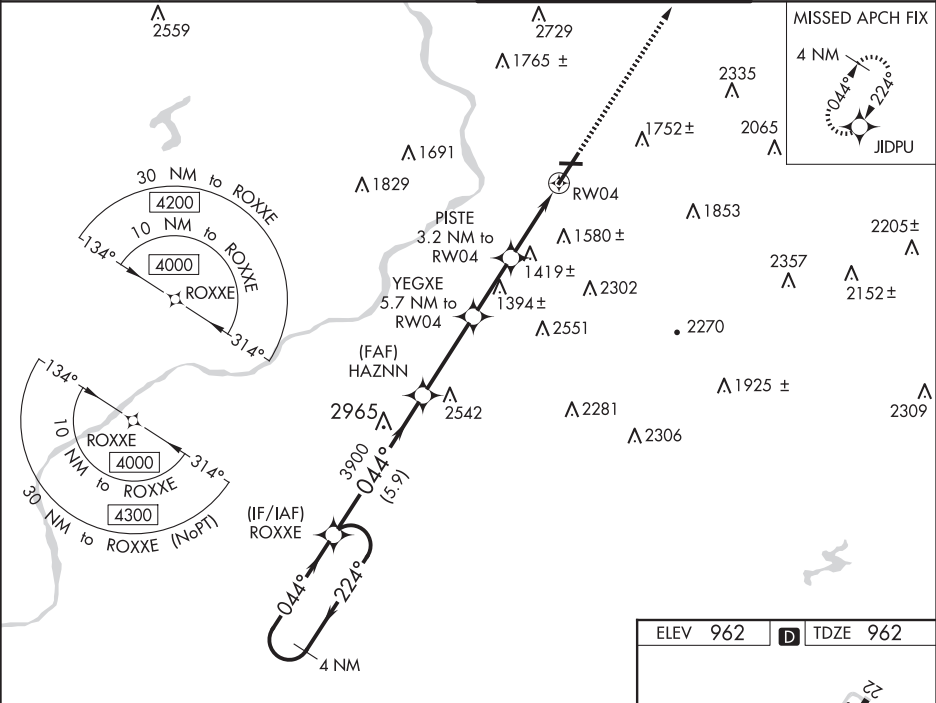 2559
2729
1765 ±
MISSED APCH FIX
4 NM
044°
224°
JIDPU
2335
1752±
2065
1691
1829
RW04
30 NM to ROXXE
4200
10 NM to ROXXE
4000
134°
ROXXE
314°
PISTE
3.2 NM to
RW04
1853
1580 ±
2205±
1419±
2357
2152±
YEGXE
5.7 NM to
RW04
1394±
2302
2551
2270
(FAF)
HAZNN
2542
2965
1925 ±
2281
2306
2309
134°
ROXXE
314°
4000
10 NM to ROXXE
4300
30 NM to ROXXE (NoPT)
3900
044°
(5.9)
(IF/IAF)
ROXXE
044°
224°
4 NM
ELEV 962
D
TDZE 962
22